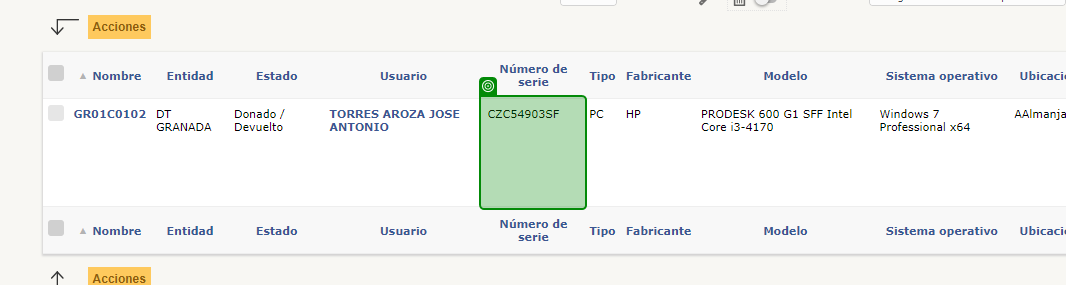 Acciones
Nombre Entidad Estado Usuario Número de serie Tipo Fabricante Modelo Sistema operativo Ubicaci
GR01C0102 DT GRANADA Donado / Devuelto TORRES AROZA JOSE ANTONIO CZC54903SF PC HP PRODESK 600 G1 SFF Intel Core i3-4170 Windows 7 Professional x64 AAlmanja
Nombre Entidad Estado Usuario Número de serie Tipo Fabricante Modelo Sistema operativo Ubicaci
Acciones